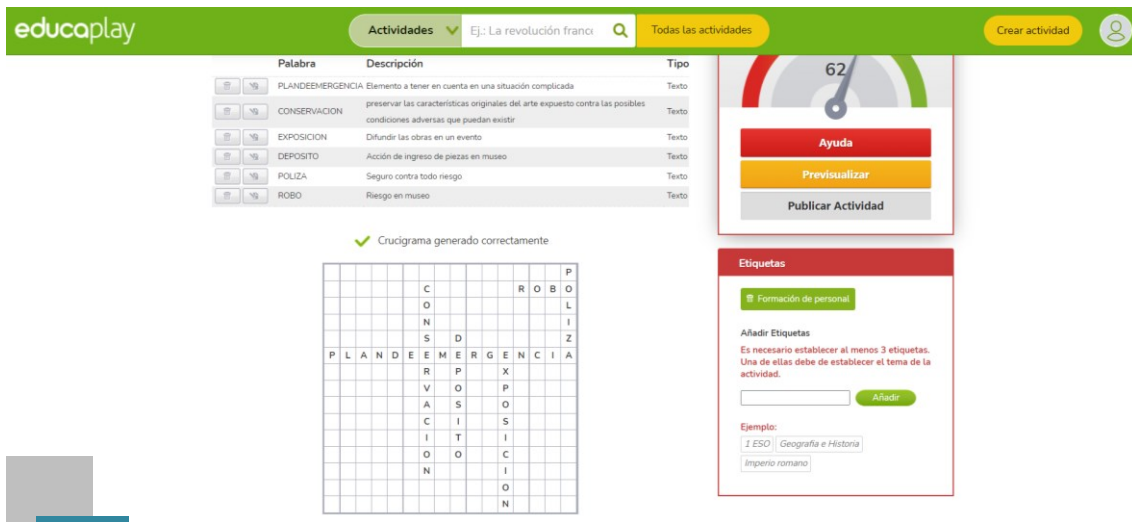 educaplay
Actividades Ej.: La revolución france Todas las actividades Crear actividad
Palabra Descripción Tipo
PLANDEEMERGENCIA Elemento a tener en cuenta en una situación complicada Texto
CONSERVACION preservar las características originales del arte expuesto contra las posibles condiciones adversas que puedan existir Texto
EXPOSICION Difundir las obras en un evento Texto
DEPOSITO Acción de ingreso de piezas en museo Texto
POLIZA Seguro contra todo riesgo Texto
ROBO Riesgo en museo Texto
Crucigrama generado correctamente
P
C R O B O
O L
N I
S D Z
P L A N D E E M E R G E N C I A
R P X
V O P
A S O
C I S
I T I
O O C
N I
O
N
62
Ayuda
Previsualizar
Publicar Actividad
Etiquetas
Formación de personal
Añadir Etiquetas
Es necesario establecer al menos 3 etiquetas.
Una de ellas debe de establecer el tema de la
actividad.
Añadir
Ejemplo:
1 ESO Geografía e Historia
Imperio romano